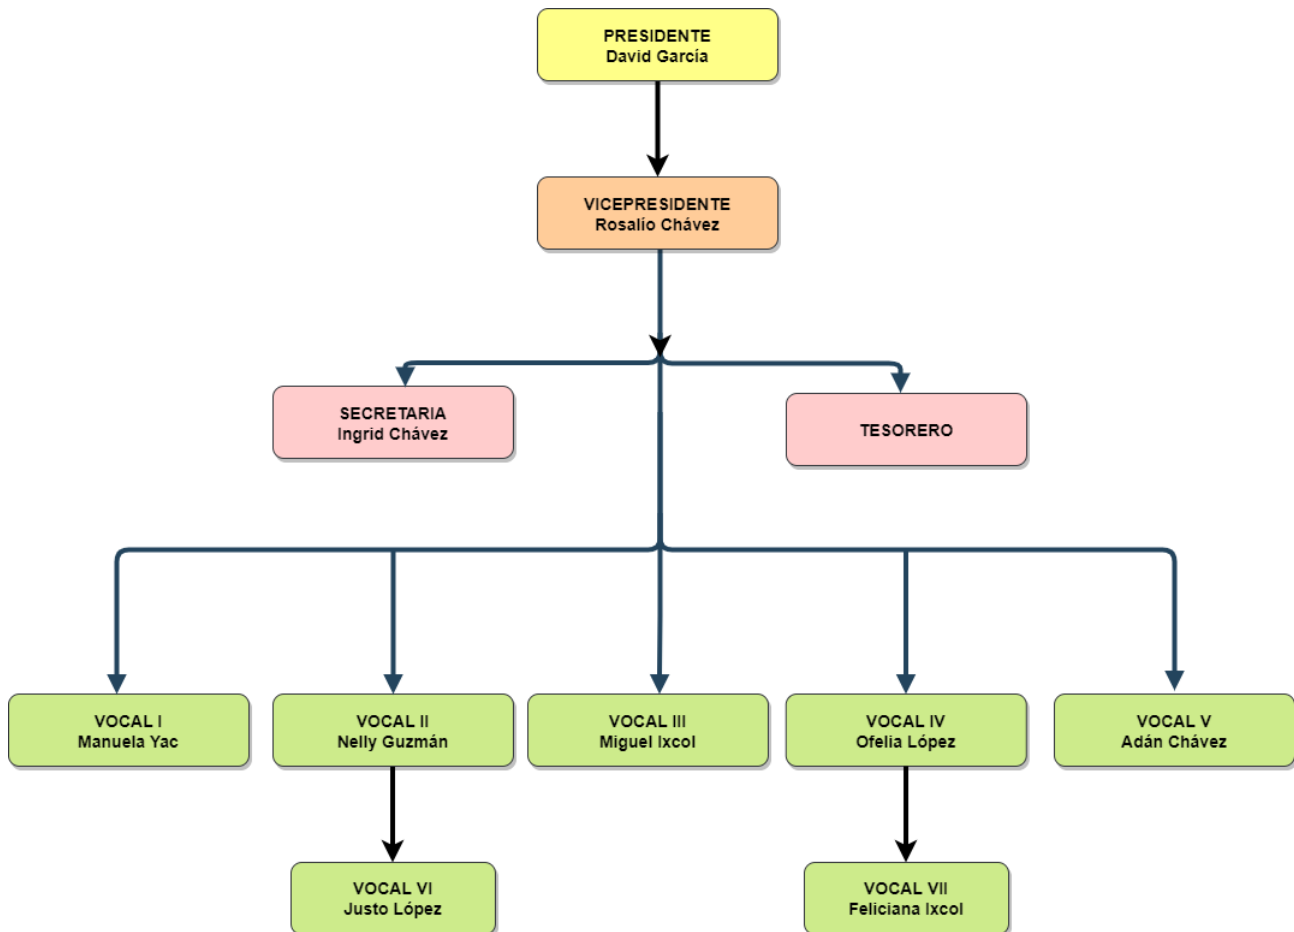 PRESIDENTE
David García
VICEPRESIDENTE
Rosalío Chávez
SECRETARIA
Ingrid Chávez
TESORERO
VOCAL I
Manuela Yac
VOCAL II
Nelly Guzmán
VOCAL III
Miguel Ixcol
VOCAL IV
Ofelia López
VOCAL V
Adán Chávez
VOCAL VI
Justo López
VOCAL VII
Feliciana Ixcol